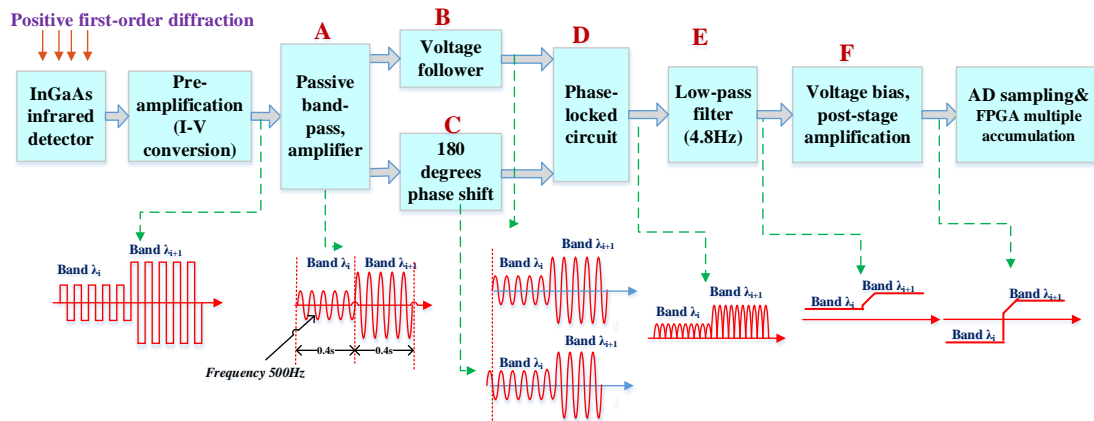 Positive first-order diffraction
A
B
C
D
E
F
InGaAs
infrared
detector
Pre-
amplification
(I-V
conversion)
Passive
band-
pass,
amplifier
Voltage
follower
180
degrees
phase shift
Phase-
locked
circuit
Low-pass
filter
(4.8Hz)
Voltage bias,
post-stage
amplification
AD sampling&
FPGA multiple
accumulation
Band λi
Band λi+1
Band λi
Band λi+1
0.4s
0.4s
Frequency 500Hz
Band λi
Band λi+1
Band λi
Band λi+1
Band λi
Band λi+1
Band λi
Band λi+1
Band λi
Band λi+1